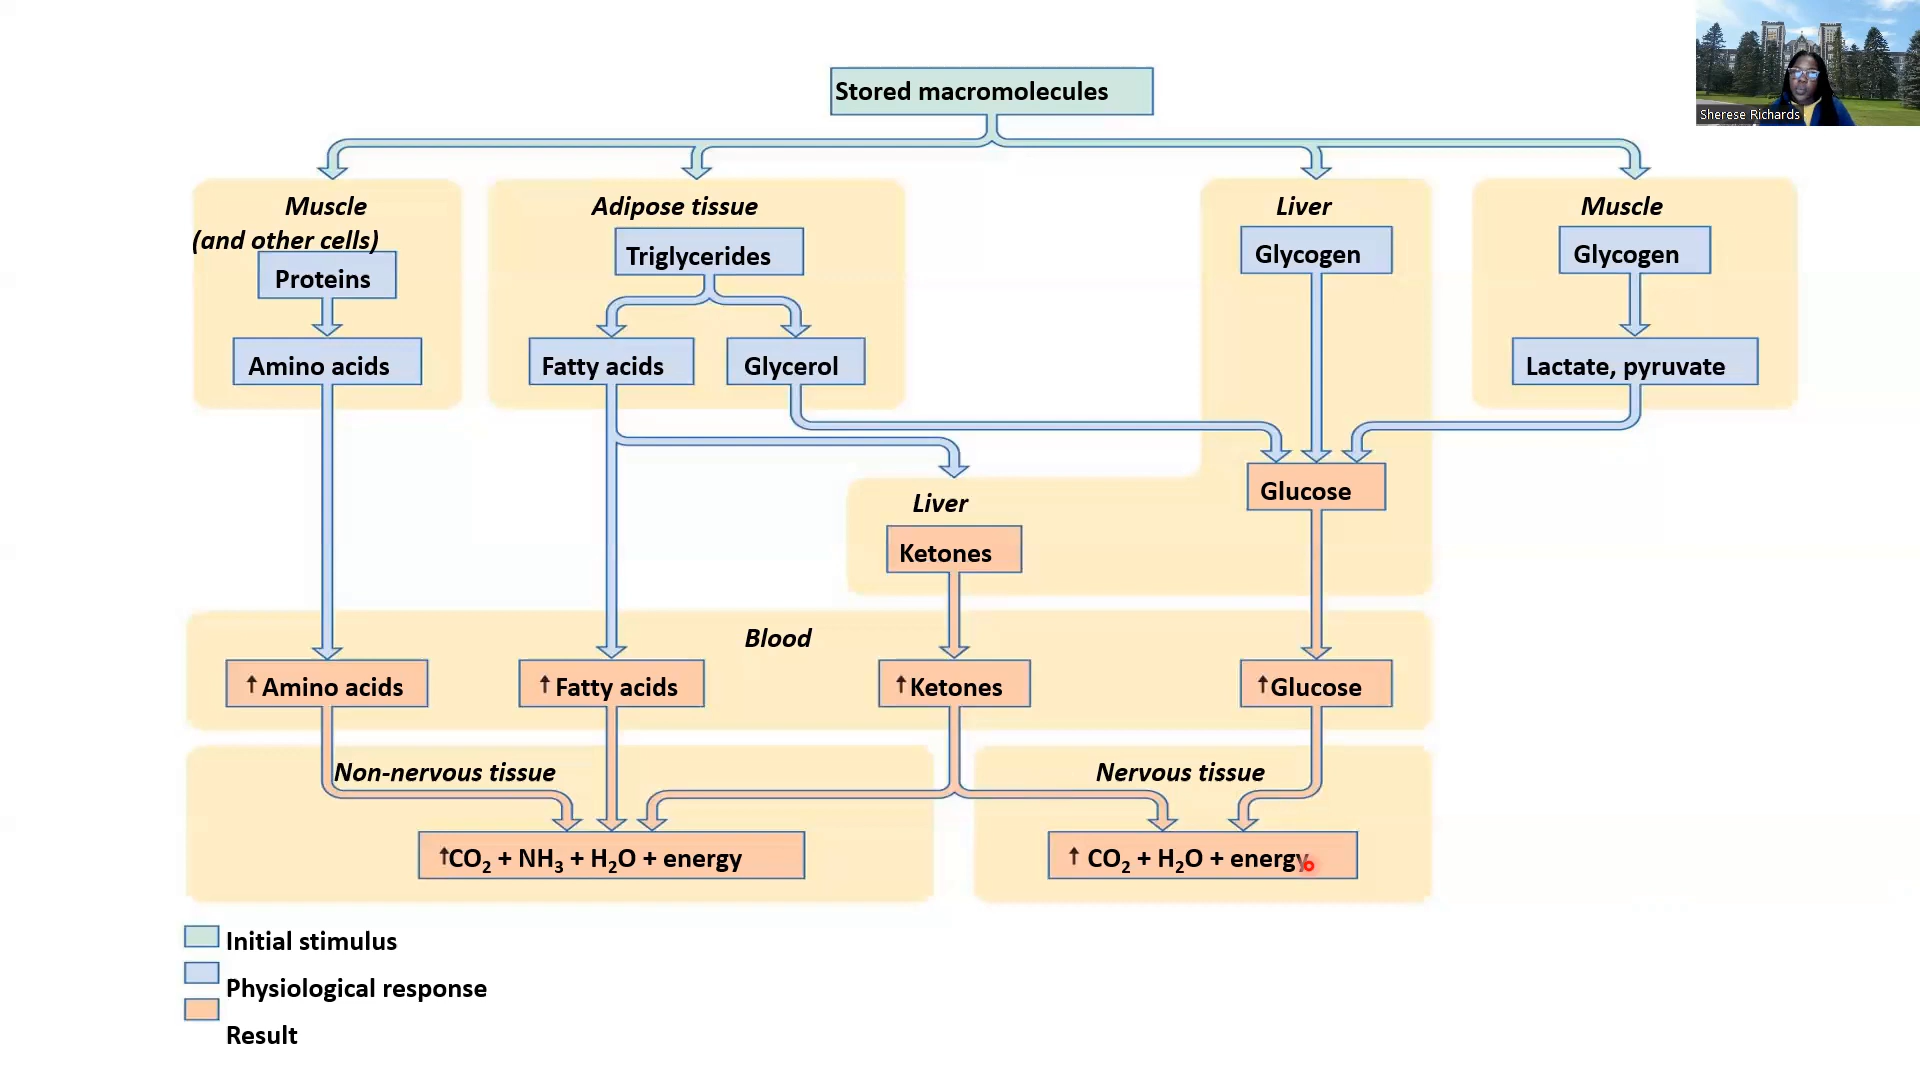 Stored macromolecules
Sherese Richards
Muscle
(and other cells)
Proteins
Amino acids
Adipose tissue
Triglycerides
Fatty acids
Glycerol
Liver
Glycogen
Muscle
Glycogen
Lactate, pyruvate
Glucose
Liver
Ketones
Blood
↑Amino acids
↑Fatty acids
↑Ketones
↑Glucose
Non-nervous tissue
↑CO₂ + NH₃ + H₂O + energy
Nervous tissue
↑ CO₂ + H₂O + energy
Initial stimulus
Physiological response
Result